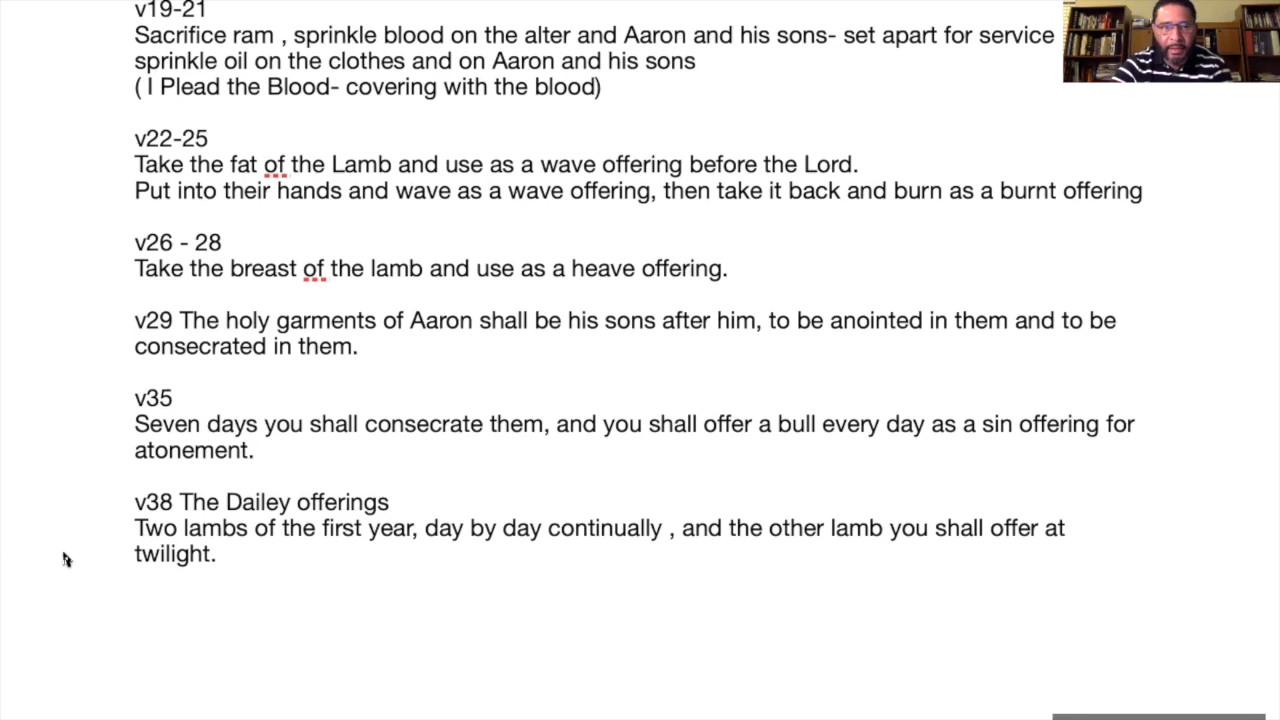 v19-21
Sacrifice ram , sprinkle blood on the alter and Aaron and his sons- set apart for service
sprinkle oil on the clothes and on Aaron and his sons
( I Plead the Blood- covering with the blood)
v22-25
Take the fat of the Lamb and use as a wave offering before the Lord.
Put into their hands and wave as a wave offering, then take it back and burn as a burnt offering
v26 - 28
Take the breast of the lamb and use as a heave offering.
v29 The holy garments of Aaron shall be his sons after him, to be anointed in them and to be
consecrated in them.
v35
Seven days you shall consecrate them, and you shall offer a bull every day as a sin offering for
atonement.
v38 The Dailey offerings
Two lambs of the first year, day by day continually , and the other lamb you shall offer at
twilight.